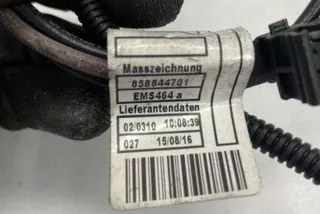 Masszeichnung
858844701
EMS464 a
Lieferantendaten
02/0310 10:08:39
027 15/08/16